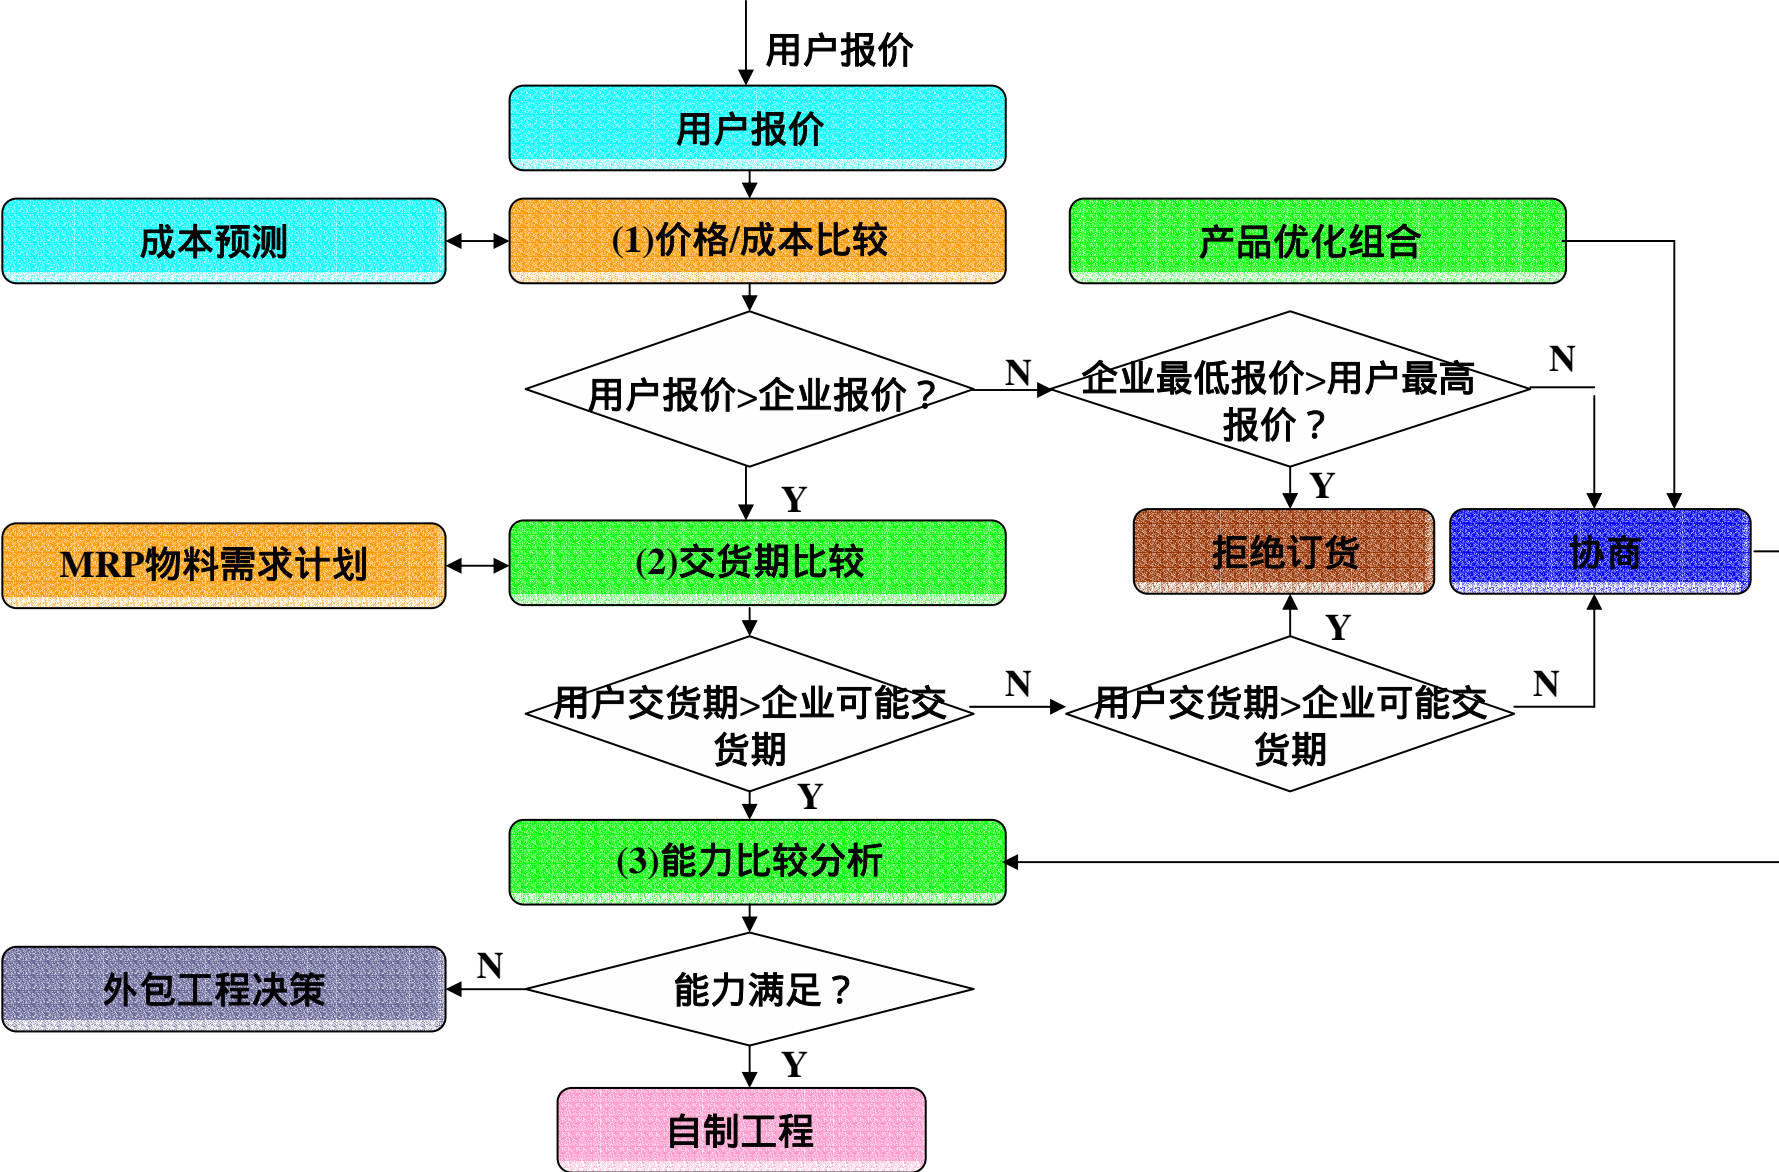 用户报价
用户报价
成本预测
(1)价格/成本比较
产品优化组合
用户报价>企业报价？
N
企业最低报价>用户最高
报价？
N
Y
Y
MRP物料需求计划
(2)交货期比较
拒绝订货
协商
Y
用户交货期>企业可能交
货期
N
用户交货期>企业可能交
货期
N
Y
(3)能力比较分析
外包工程决策
N
能力满足？
Y
自制工程